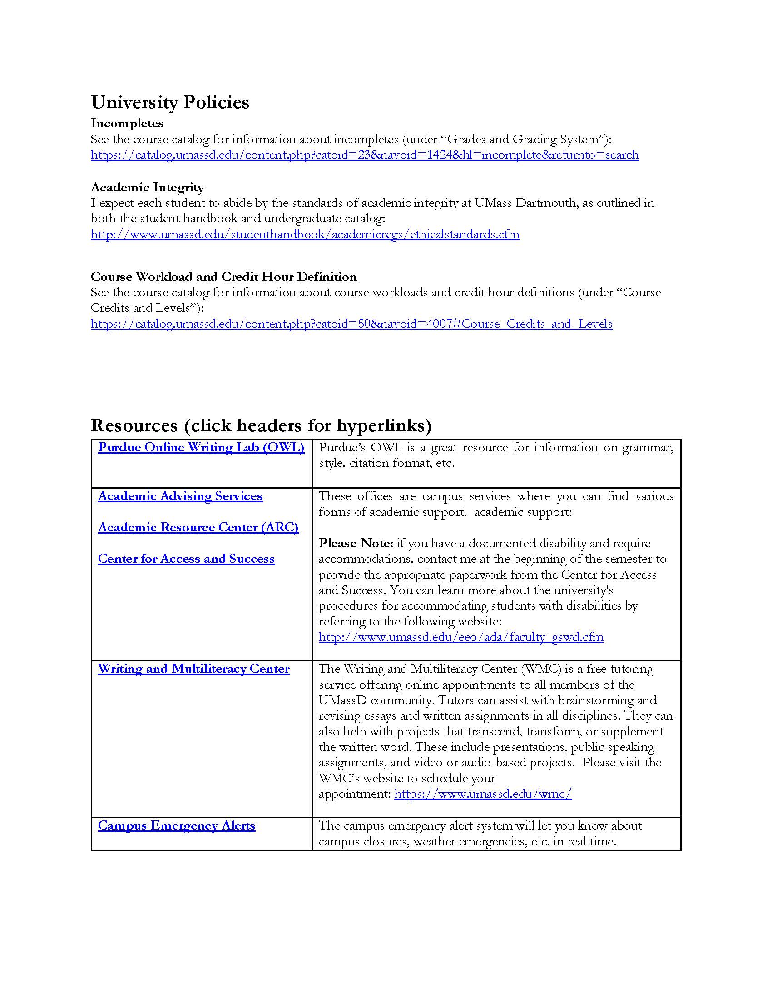 University Policies
Incompletes
See the course catalog for information about incompletes (under “Grades and Grading System”):
https://catalog.umassd.edu/content.php?catoid=23&navoid=1424&hl=incomplete&returnto=search
Academic Integrity
I expect each student to abide by the standards of academic integrity at UMass Dartmouth, as outlined in
both the student handbook and undergraduate catalog:
http://www.umassd.edu/studenthandbook/academicregs/ethicalstandards.cfm
Course Workload and Credit Hour Definition
See the course catalog for information about course workloads and credit hour definitions (under “Course
Credits and Levels”):
https://catalog.umassd.edu/content.php?catoid=50&navoid=4007#Course_Credits_and_Levels
Resources (click headers for hyperlinks)
Purdue Online Writing Lab (OWL)
Purdue’s OWL is a great resource for information on grammar,
style, citation format, etc.
Academic Advising Services
Academic Resource Center (ARC)
Center for Access and Success
These offices are campus services where you can find various
forms of academic support.  academic support:
Please Note: if you have a documented disability and require
accommodations, contact me at the beginning of the semester to
provide the appropriate paperwork from the Center for Access
and Success. You can learn more about the university's
procedures for accommodating students with disabilities by
referring to the following website:
http://www.umassd.edu/eeo/ada/faculty_gswd.cfm
Writing and Multiliteracy Center
The Writing and Multiliteracy Center (WMC) is a free tutoring
service offering online appointments to all members of the
UMassD community. Tutors can assist with brainstorming and
revising essays and written assignments in all disciplines. They can
also help with projects that transcend, transform, or supplement
the written word. These include presentations, public speaking
assignments, and video or audio-based projects.  Please visit the
WMC’s website to schedule your
appointment: https://www.umassd.edu/wmc/
Campus Emergency Alerts
The campus emergency alert system will let you know about
campus closures, weather emergencies, etc. in real time.